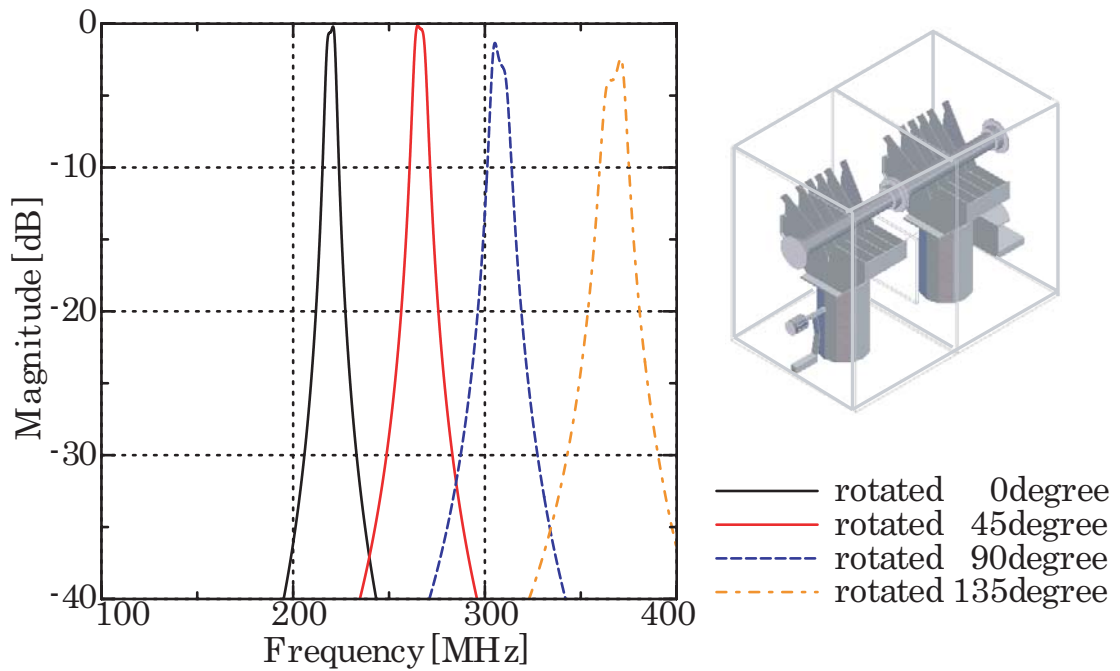 0
-10
-20
-30
-40
100
200
300
400
Magnitude [dB]
Frequency [MHz]
rotated 0degree
rotated 45degree
rotated 90degree
rotated 135degree